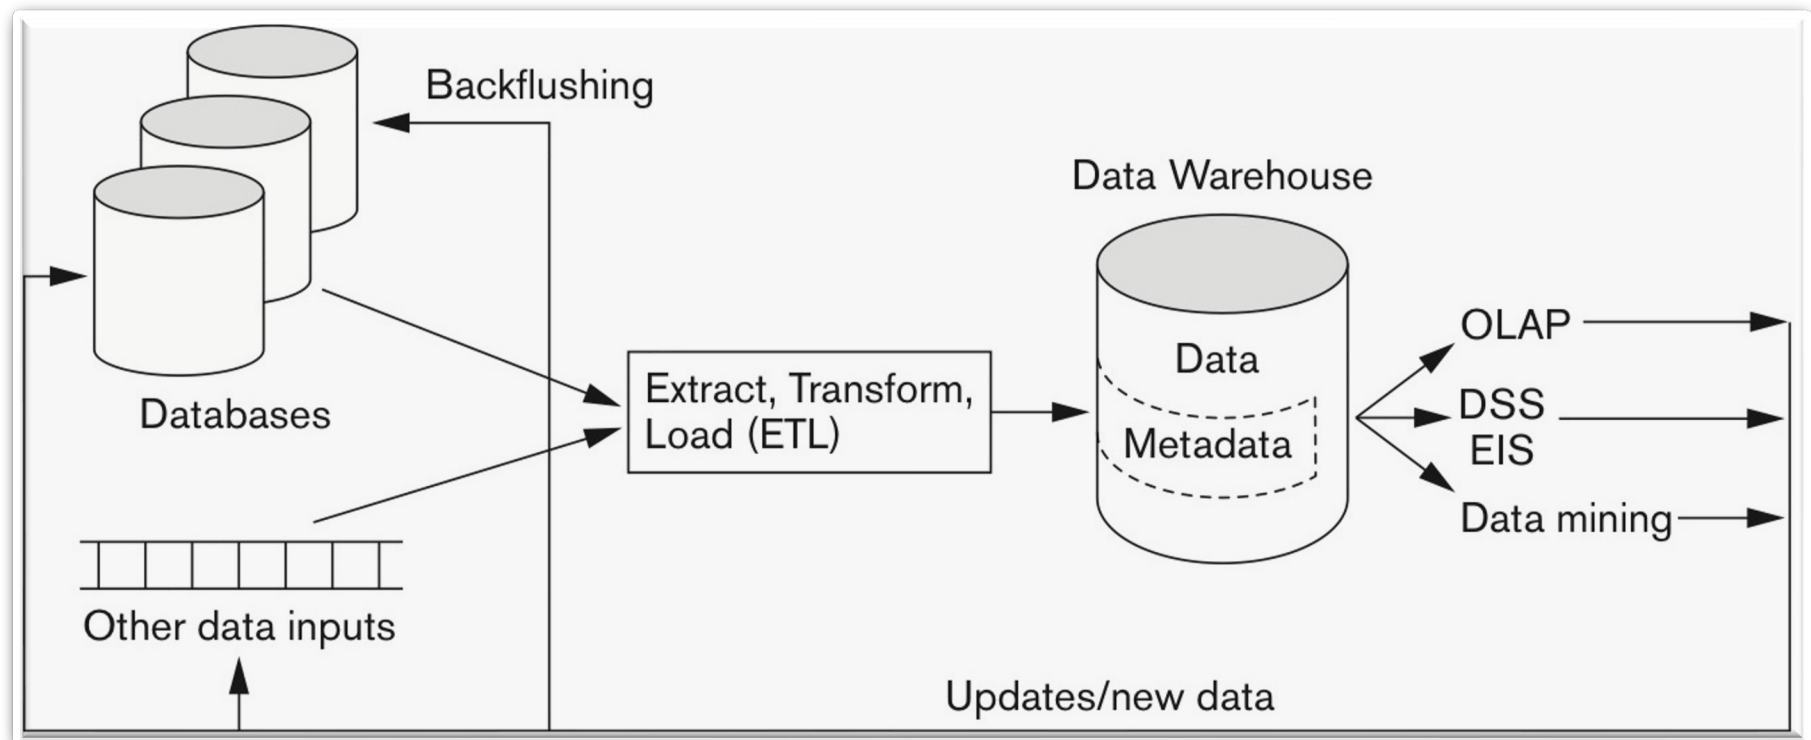 Backflushing
Data Warehouse
Databases
Extract, Transform,
Load (ETL)
Data
Metadata
OLAP
DSS
EIS
Data mining
Other data inputs
Updates/new data